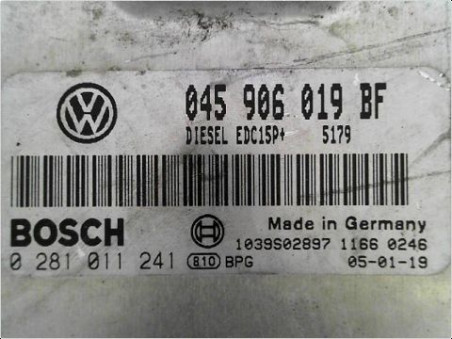 045 906 019 BF
DIESEL EDC15P+ 5179
BOSCH
Made in Germany
1039S02897 1166 0246
0 281 011 241 810 BPG 05-01-19